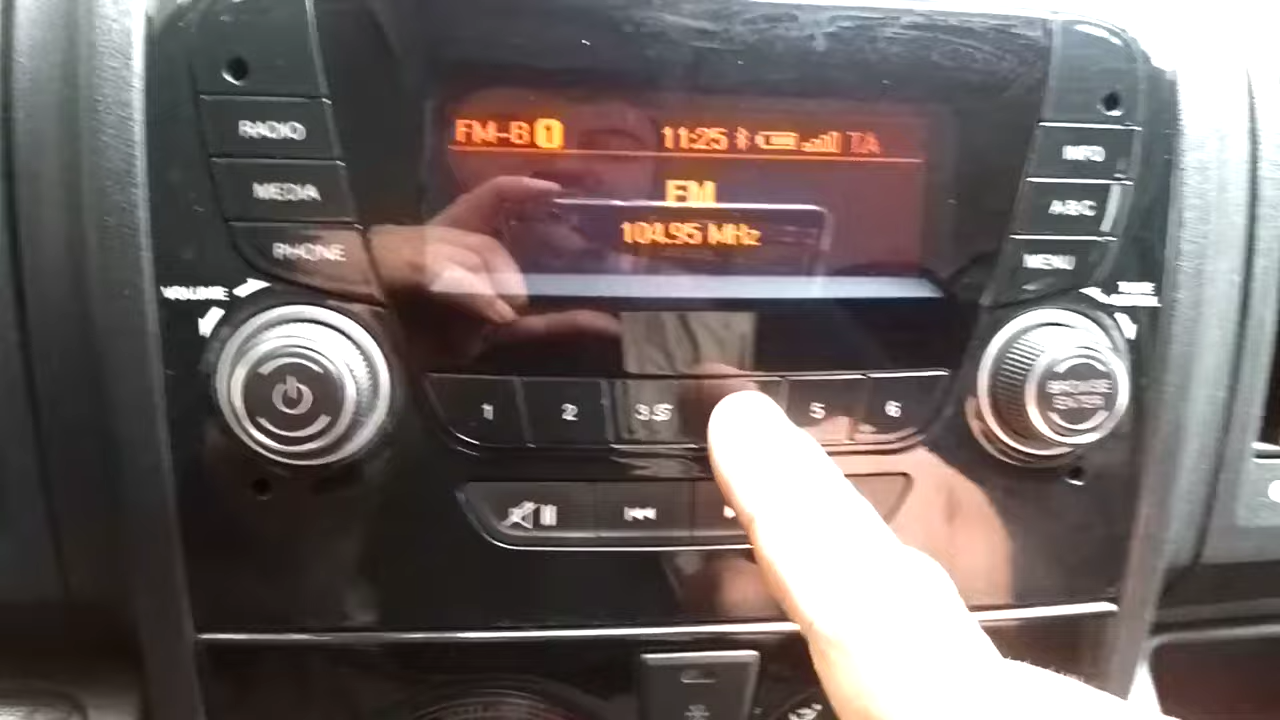 RADIO
MEDIA
PHONE
VOLUME
FM-B 1 11:25 TA
FM
104.95 MHz
INFO
ABC
MENU
TUNE
BROWSE
ENTER
1 2 3 5 6